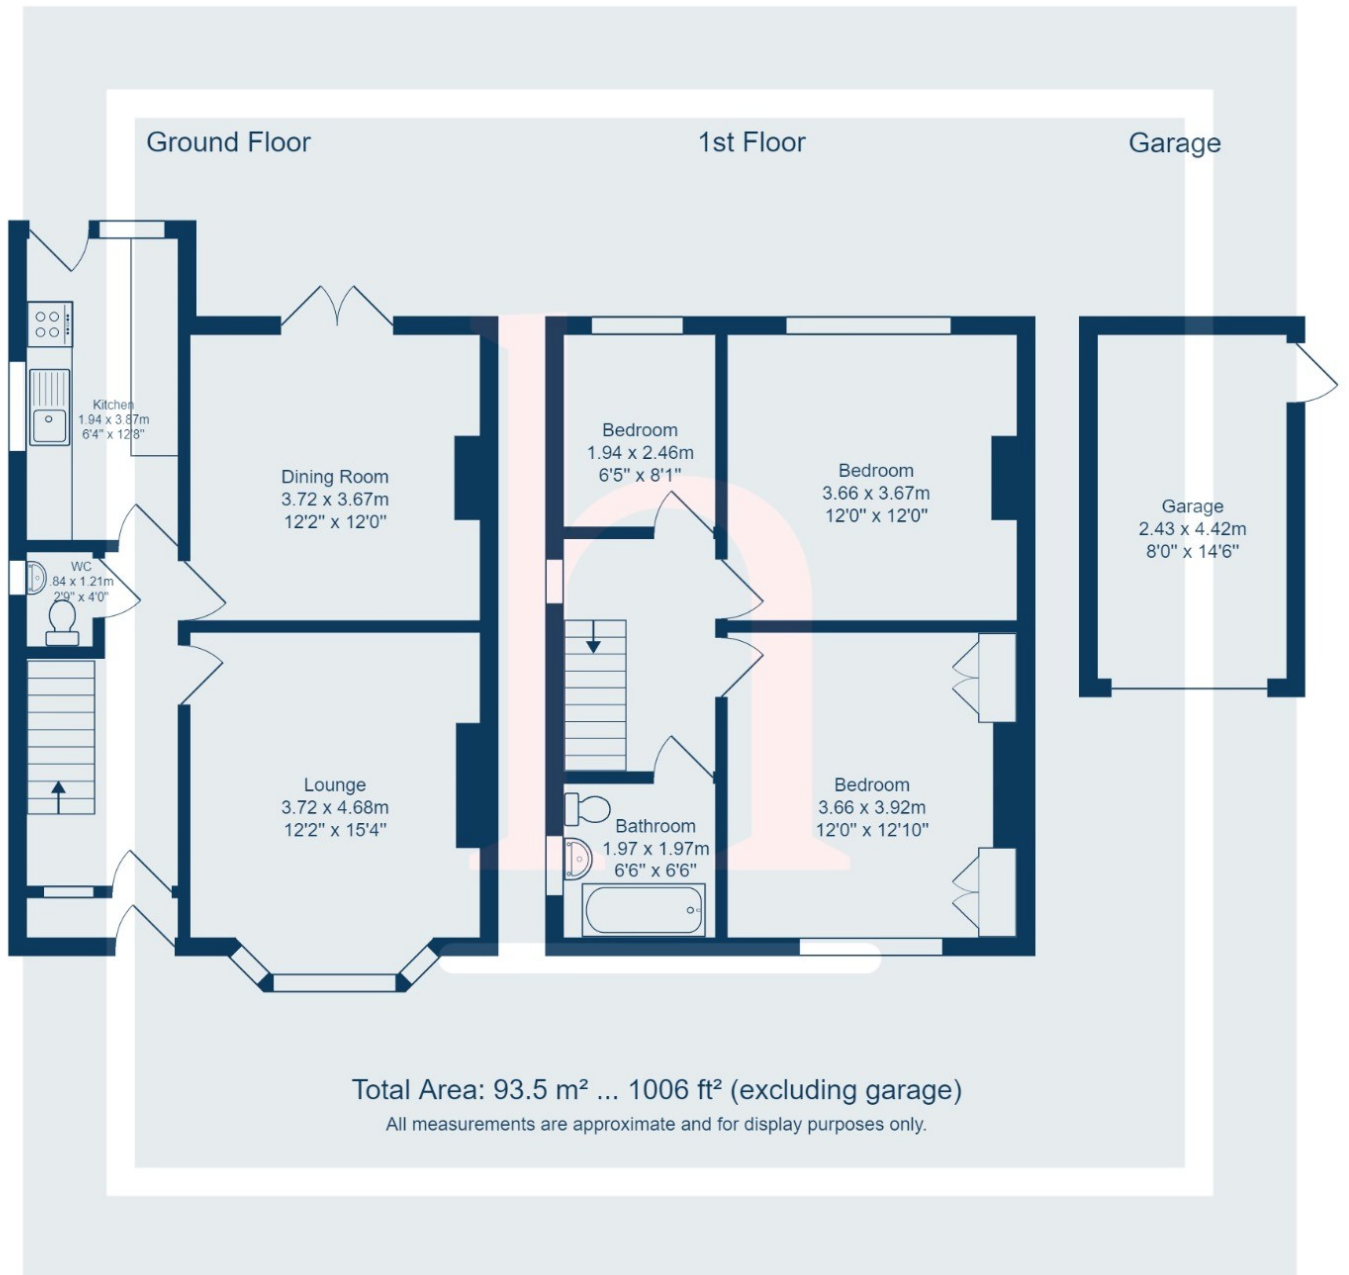 Ground Floor
1st Floor
Garage
Kitchen
1.94 x 3.87m
6'4" x 12'8"
Dining Room
3.72 x 3.67m
12'2" x 12'0"
WC
.84 x 1.21m
2'9" x 4'0"
Lounge
3.72 x 4.68m
12'2" x 15'4"
Bedroom
1.94 x 2.46m
6'5" x 8'1"
Bedroom
3.66 x 3.67m
12'0" x 12'0"
Bedroom
3.66 x 3.92m
12'0" x 12'10"
Bathroom
1.97 x 1.97m
6'6" x 6'6"
Garage
2.43 x 4.42m
8'0" x 14'6"
Total Area: 93.5 m² ... 1006 ft² (excluding garage)
All measurements are approximate and for display purposes only.
n